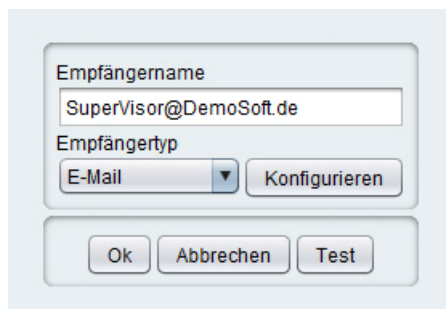 Empfängername
SuperVisor@DemoSoft.de
Empfängertyp
E-Mail Konfigurieren
Ok Abbrechen Test